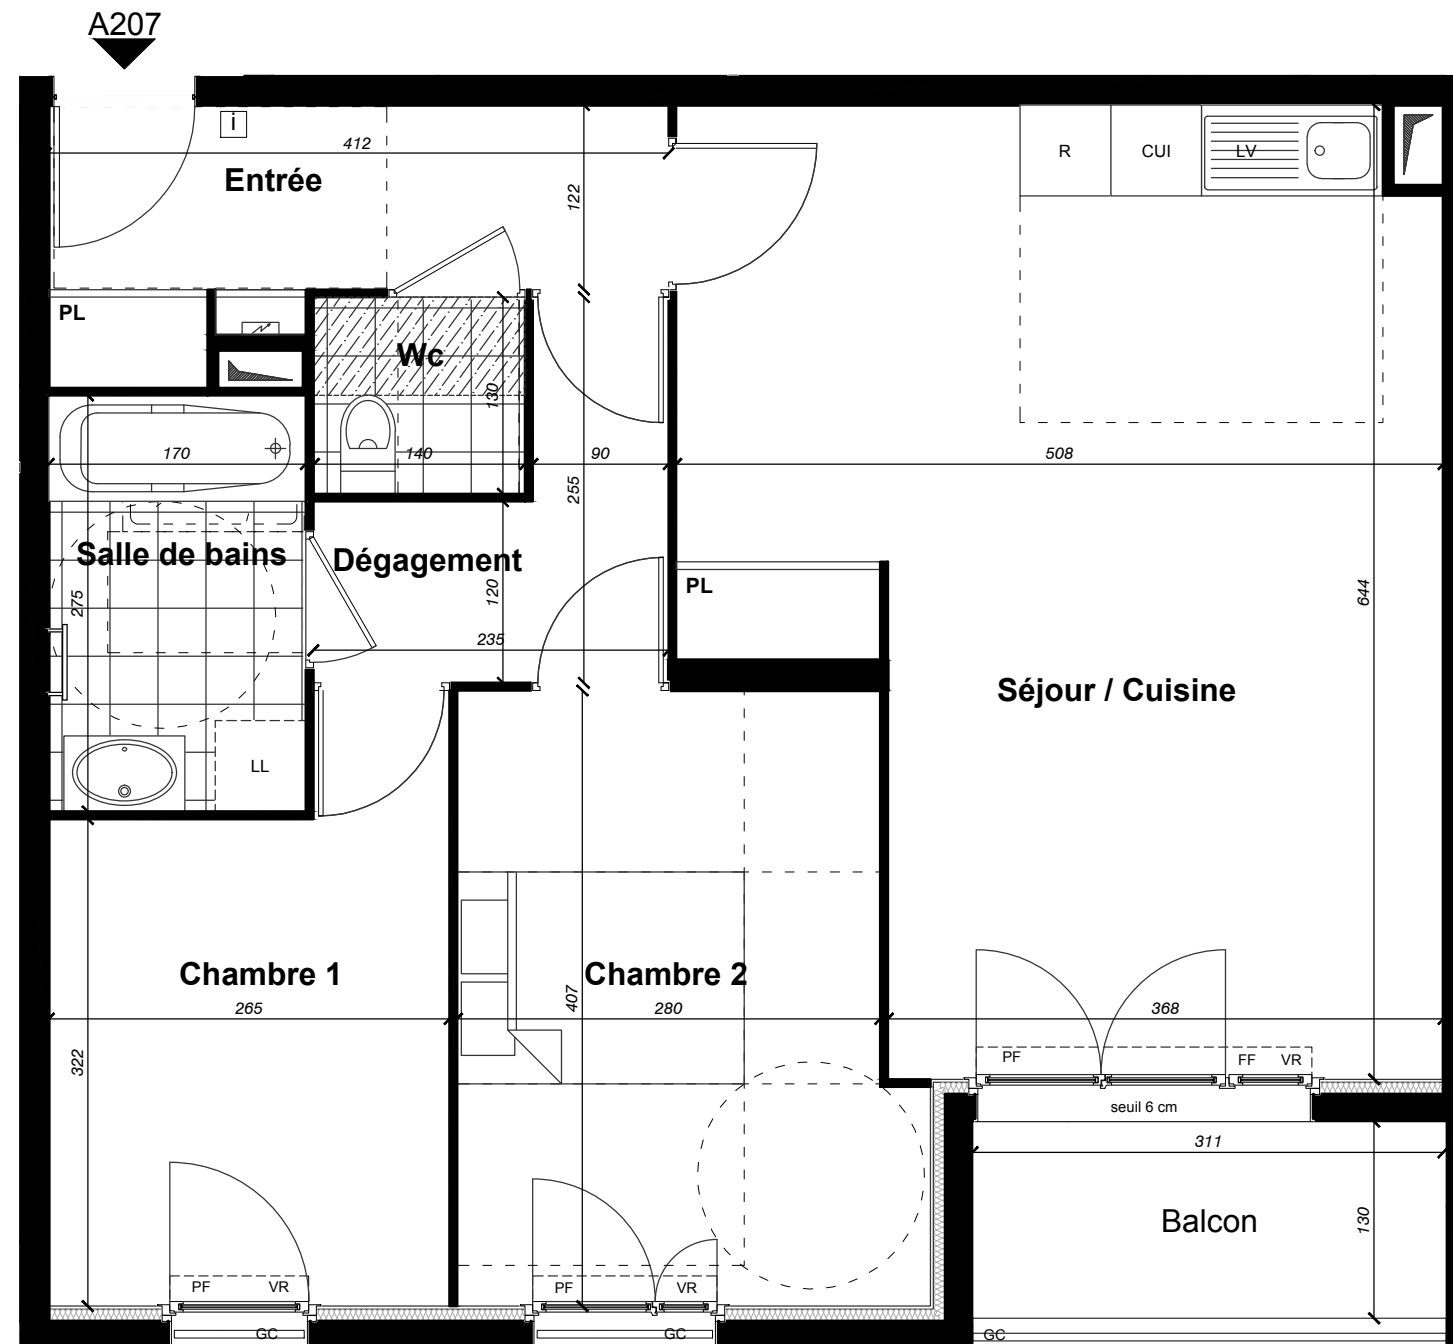 A207
i
412
Entrée
122
R
CUI
LV
PL
Wc
130
170
140
90
508
255
Salle de bains
Dégagement
275
120
PL
644
235
Séjour / Cuisine
LL
Chambre 1
Chambre 2
265
407
280
368
322
PF
FF
VR
seuil 6 cm
311
Balcon
130
PF
VR
PF
VR
GC
GC
GC